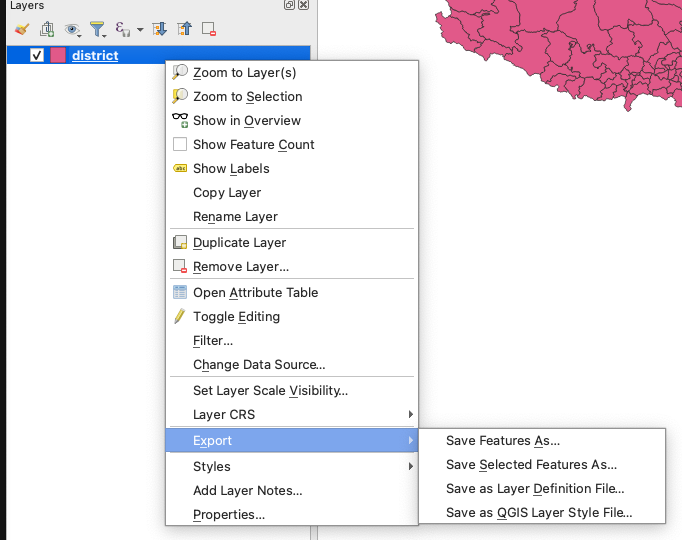 Layers
district
Zoom to Layer(s)
Zoom to Selection
Show in Overview
Show Feature Count
abc Show Labels
Copy Layer
Rename Layer
Duplicate Layer
Remove Layer...
Open Attribute Table
Toggle Editing
Filter...
Change Data Source...
Set Layer Scale Visibility...
Layer CRS
Export
Save Features As...
Save Selected Features As...
Save as Layer Definition File...
Save as QGIS Layer Style File...
Styles
Add Layer Notes...
Properties...